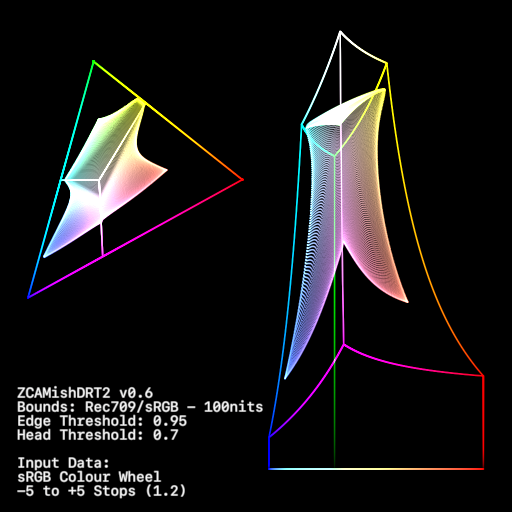 ZCAMishDRT2 v0.6
Bounds: Rec709/sRGB - 100nits
Edge Threshold: 0.95
Head Threshold: 0.7
Input Data:
sRGB Colour Wheel
-5 to +5 Stops (1.2)